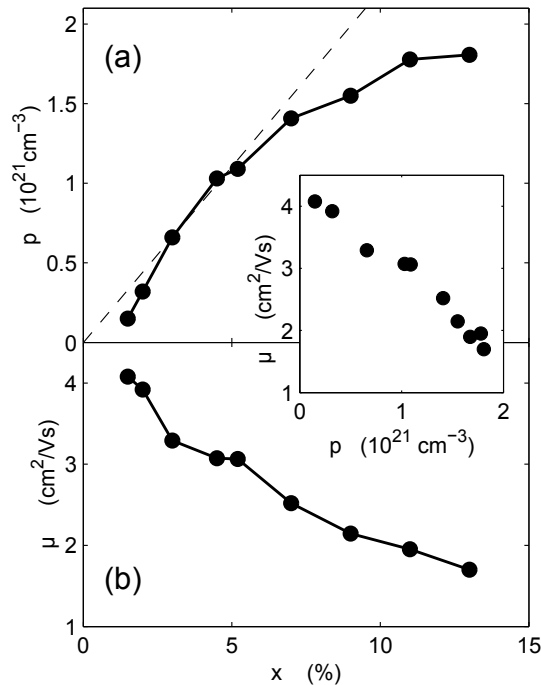 (a)
2
1.5
1
0.5
0
p (10²¹cm⁻³)
4
3
2
1
μ (cm²/Vs)
0 1 2
p (10²¹ cm⁻³)
4
3
2
1
μ (cm²/Vs)
(b)
0 5 10 15
x (%)